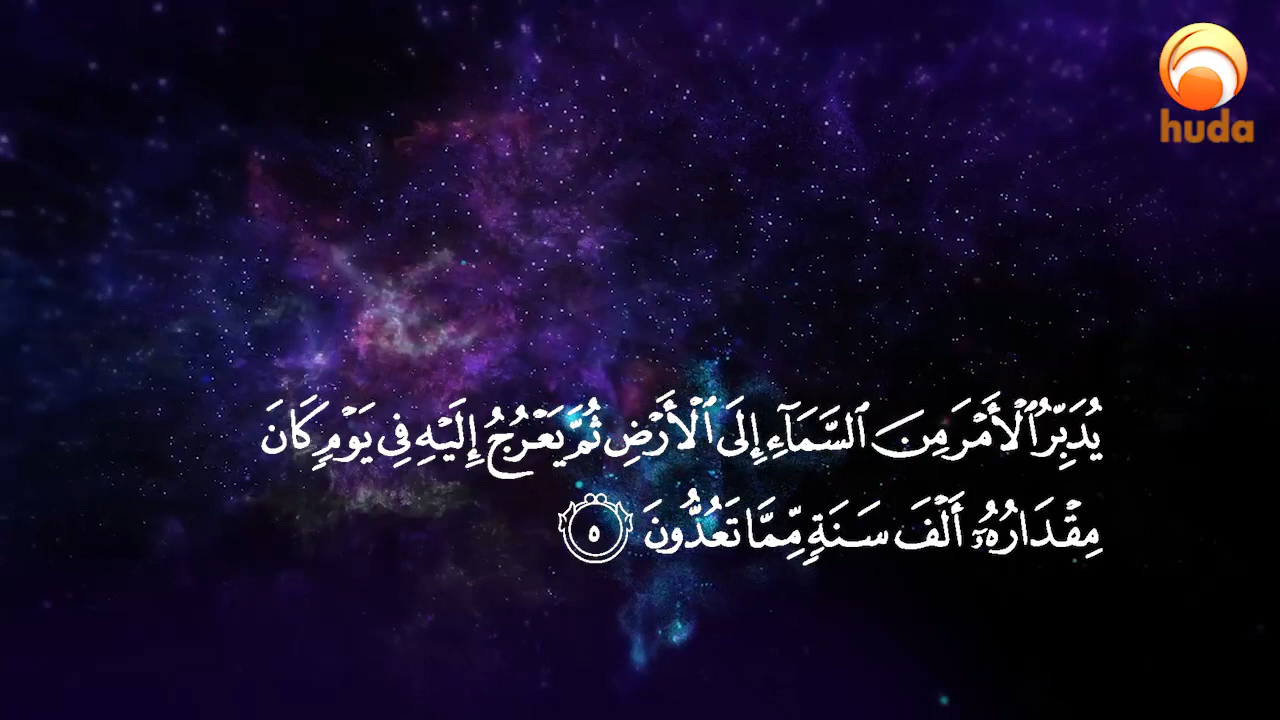 huda
يُدَبِّرُ ٱلْأَمْرَ مِنَ ٱلسَّمَآءِ إِلَى ٱلْأَرْضِ ثُمَّ يَعْرُجُ إِلَيْهِ فِى يَوْمٍ كَانَ
مِقْدَارُهُۥٓ أَلْفَ سَنَةٍ مِّمَّا تَعُدُّونَ ٥